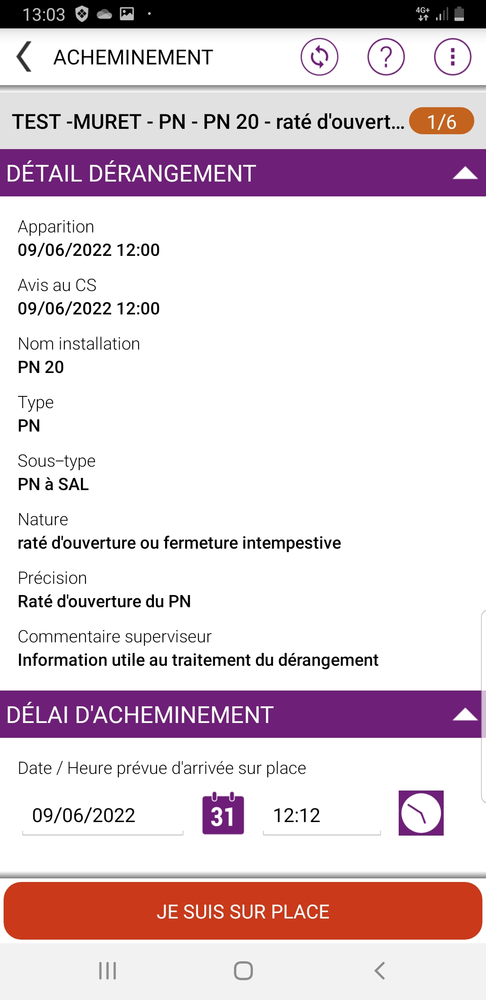 13:03
4G+
ACHEMINEMENT
?
TEST -MURET - PN - PN 20 - raté d'ouvert... 1/6
DÉTAIL DÉRANGEMENT
Apparition
09/06/2022 12:00
Avis au CS
09/06/2022 12:00
Nom installation
PN 20
Type
PN
Sous-type
PN à SAL
Nature
raté d'ouverture ou fermeture intempestive
Précision
Raté d'ouverture du PN
Commentaire superviseur
Information utile au traitement du dérangement
DÉLAI D'ACHEMINEMENT
Date / Heure prévue d'arrivée sur place
09/06/2022 31 12:12
JE SUIS SUR PLACE